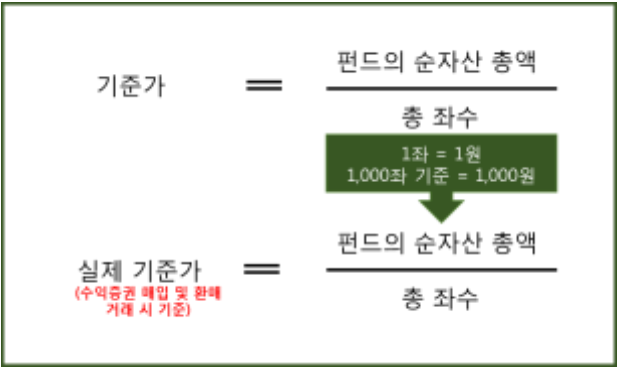 기준가 = 펀드의 순자산 총액
총 좌수
1좌 = 1원
1,000좌 기준 = 1,000원
실제 기준가 = 펀드의 순자산 총액
(수익증권 매입 및 환매
거래 시 기준)
총 좌수